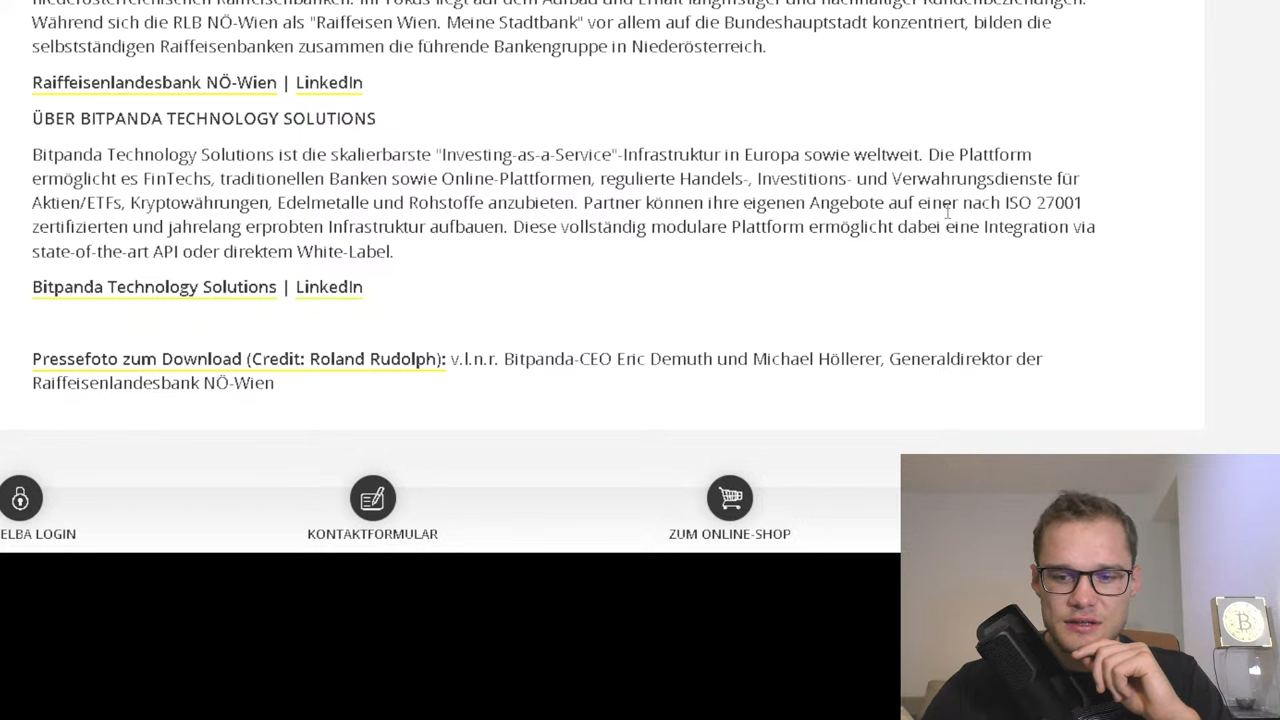 Während sich die RLB NÖ-Wien als "Raiffeisen Wien. Meine Stadtbank" vor allem auf die Bundeshauptstadt konzentriert, bilden die
selbstständigen Raiffeisenbanken zusammen die führende Bankengruppe in Niederösterreich.
Raiffeisenlandesbank NÖ-Wien | LinkedIn
ÜBER BITPANDA TECHNOLOGY SOLUTIONS
Bitpanda Technology Solutions ist die skalierbarste "Investing-as-a-Service"-Infrastruktur in Europa sowie weltweit. Die Plattform
ermöglicht es FinTechs, traditionellen Banken sowie Online-Plattformen, regulierte Handels-, Investitions- und Verwahrungsdienste für
Aktien/ETFs, Kryptowährungen, Edelmetalle und Rohstoffe anzubieten. Partner können ihre eigenen Angebote auf einer nach ISO 27001
zertifizierten und jahrelang erprobten Infrastruktur aufbauen. Diese vollständig modulare Plattform ermöglicht dabei eine Integration via
state-of-the-art API oder direktem White-Label.
Bitpanda Technology Solutions | LinkedIn
Pressefoto zum Download (Credit: Roland Rudolph): v.l.n.r. Bitpanda-CEO Eric Demuth und Michael Höllerer, Generaldirektor der
Raiffeisenlandesbank NÖ-Wien
ELBA LOGIN
KONTAKTFORMULAR
ZUM ONLINE-SHOP